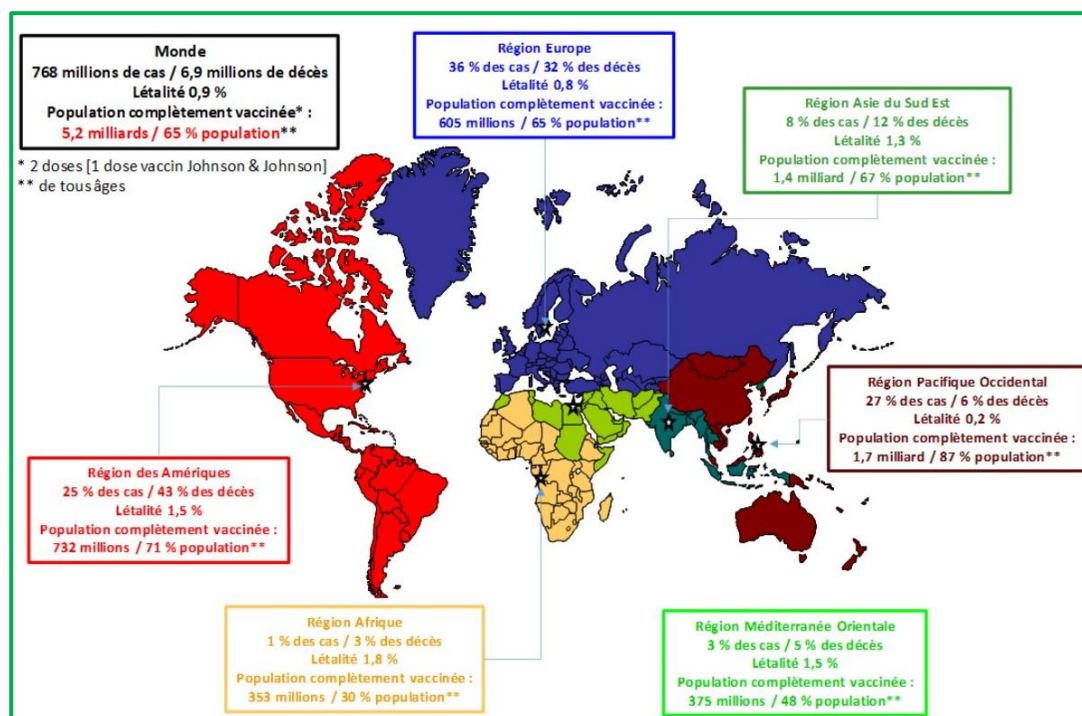 Monde
768 millions de cas / 6,9 millions de décès
Létalité 0,9 %
Population complètement vaccinée* :
5,2 milliards / 65 % population**
* 2 doses [1 dose vaccin Johnson & Johnson]
** de tous âges
Région Europe
36 % des cas / 32 % des décès
Létalité 0,8 %
Population complètement vaccinée :
605 millions / 65 % population**
Région Asie du Sud Est
8 % des cas / 12 % des décès
Létalité 1,3 %
Population complètement vaccinée :
1,4 milliard / 67 % population**
Région Pacifique Occidental
27 % des cas / 6 % des décès
Létalité 0,2 %
Population complètement vaccinée :
1,7 milliard / 87 % population**
Région des Amériques
25 % des cas / 43 % des décès
Létalité 1,5 %
Population complètement vaccinée :
732 millions / 71 % population**
Région Afrique
1 % des cas / 3 % des décès
Létalité 1,8 %
Population complètement vaccinée :
353 millions / 30 % population**
Région Méditerranée Orientale
3 % des cas / 5 % des décès
Létalité 1,5 %
Population complètement vaccinée :
375 millions / 48 % population**